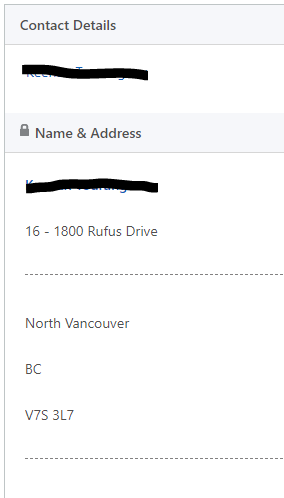 Contact Details
Name & Address
16 - 1800 Rufus Drive
North Vancouver
BC
V7S 3L7